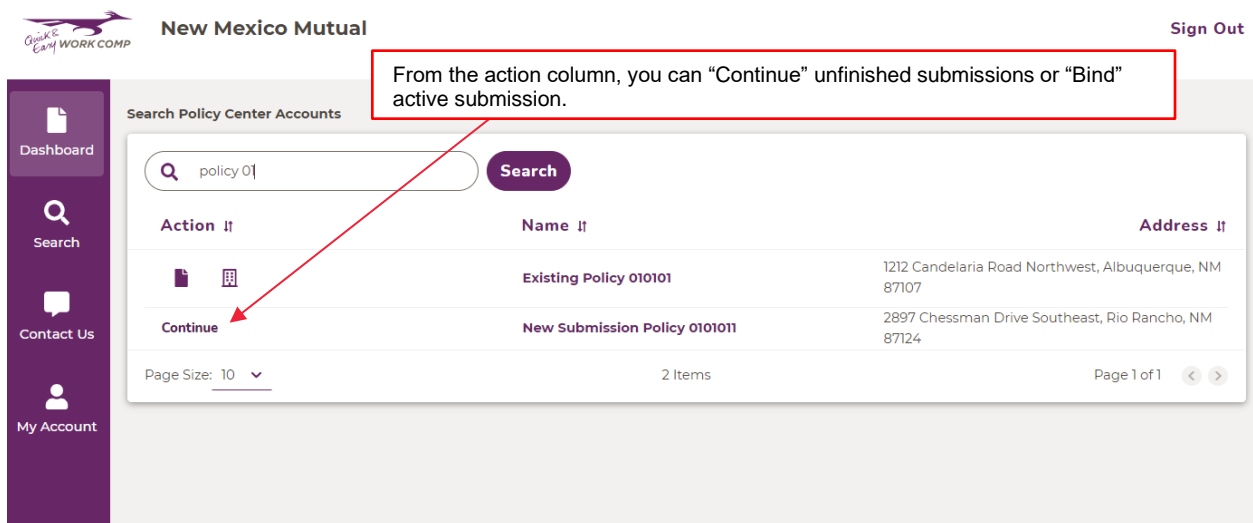 Quick &
Easy WORK COMP
New Mexico Mutual
Sign Out
From the action column, you can “Continue” unfinished submissions or “Bind”
active submission.
Dashboard
Search
Contact Us
My Account
Search Policy Center Accounts
policy 01
Search
Action
Name
Address
Existing Policy 010101
1212 Candelaria Road Northwest, Albuquerque, NM
87107
Continue
New Submission Policy 0101011
2897 Chessman Drive Southeast, Rio Rancho, NM
87124
Page Size: 10
2 Items
Page 1 of 1